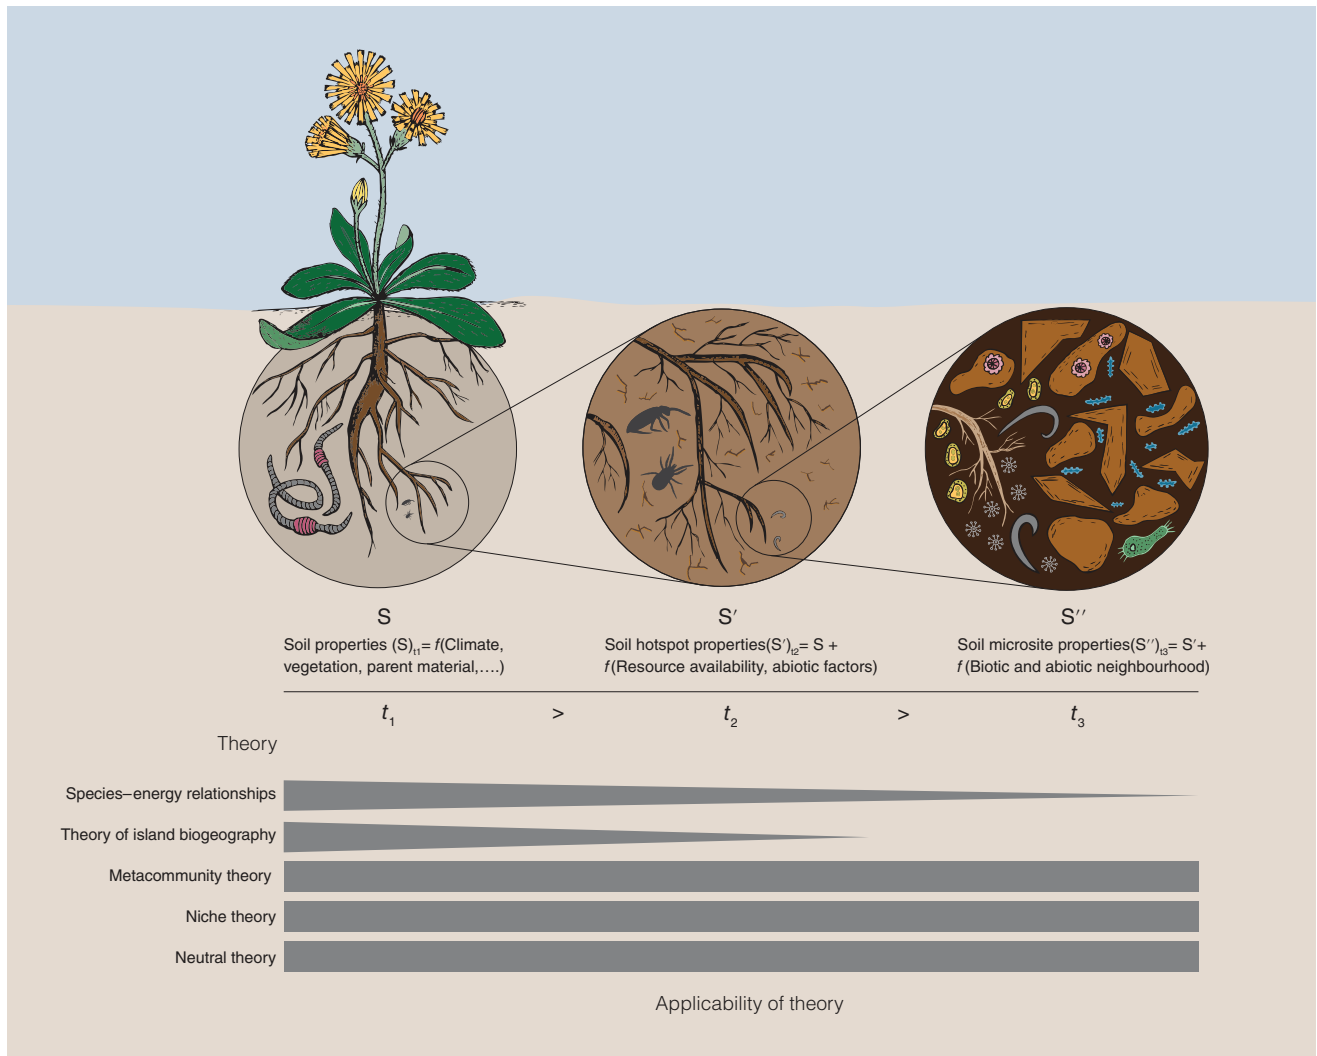 S
Soil properties (S)t1= f(Climate,
vegetation, parent material,....)
S′
Soil hotspot properties(S′)t2= S +
f(Resource availability, abiotic factors)
S′′
Soil microsite properties(S′′)t3= S′+
f (Biotic and abiotic neighbourhood)
t1 > t2 > t3
Theory
Species–energy relationships
Theory of island biogeography
Metacommunity theory
Niche theory
Neutral theory
Applicability of theory